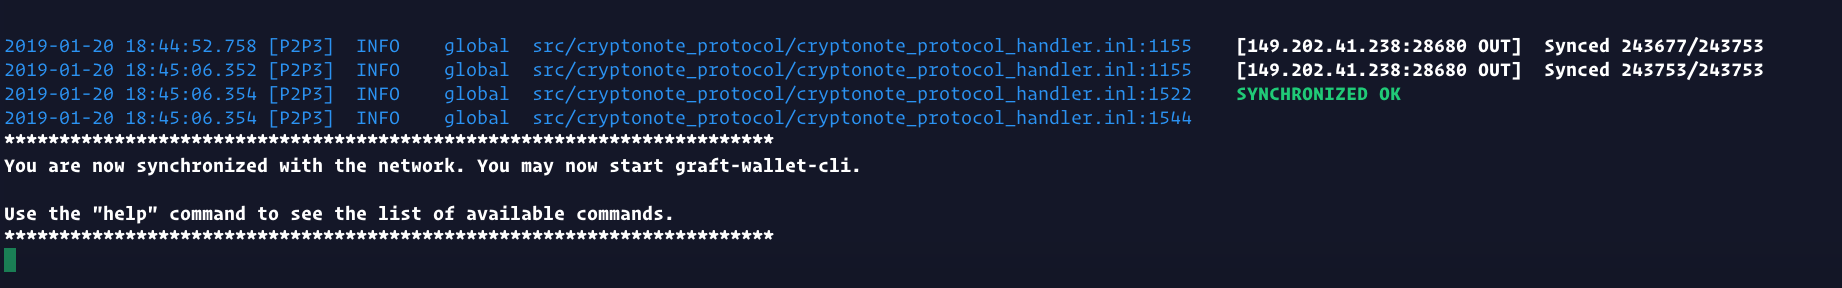 2019-01-20 18:44:52.758 [P2P3]  INFO    global  src/cryptonote_protocol/cryptonote_protocol_handler.inl:1155    [149.202.41.238:28680 OUT]  Synced 243677/243753
2019-01-20 18:45:06.352 [P2P3]  INFO    global  src/cryptonote_protocol/cryptonote_protocol_handler.inl:1155    [149.202.41.238:28680 OUT]  Synced 243753/243753
2019-01-20 18:45:06.354 [P2P3]  INFO    global  src/cryptonote_protocol/cryptonote_protocol_handler.inl:1522    SYNCHRONIZED OK
2019-01-20 18:45:06.354 [P2P3]  INFO    global  src/cryptonote_protocol/cryptonote_protocol_handler.inl:1544
**********************************************************************
You are now synchronized with the network. You may now start graft-wallet-cli.
Use the "help" command to see the list of available commands.
**********************************************************************